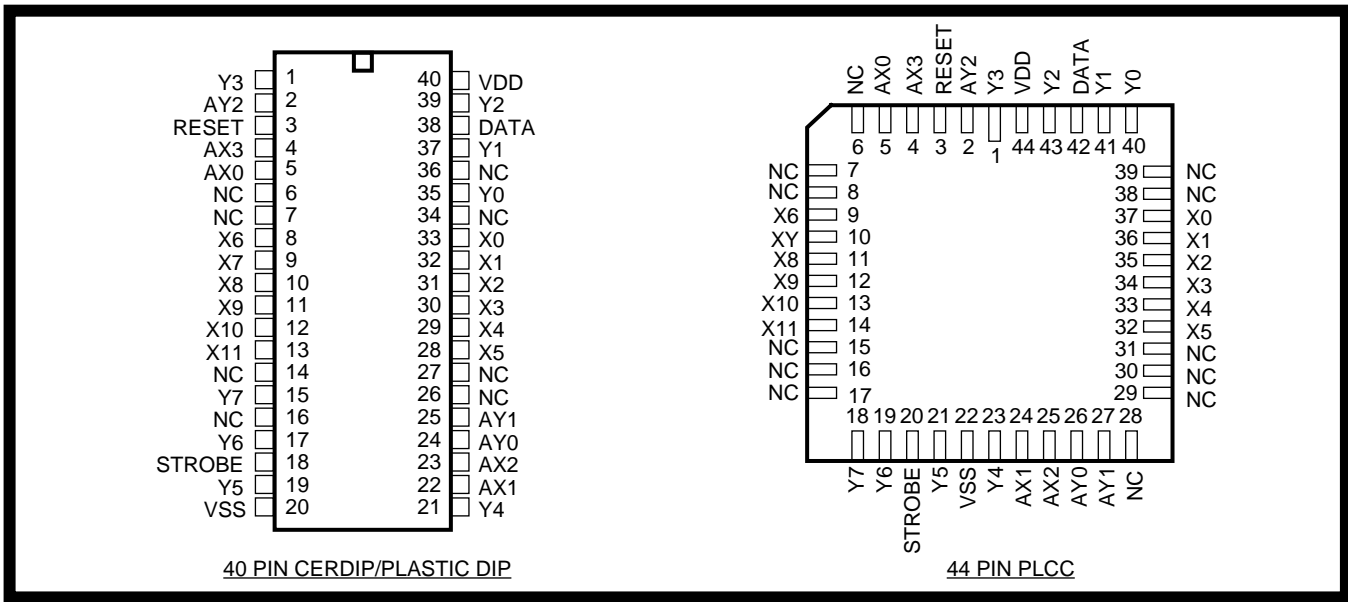 Y3 1 40 VDD
AY2 2 39 Y2
RESET 3 38 DATA
AX3 4 37 Y1
AX0 5 36 NC
NC 6 35 Y0
NC 7 34 NC
X6 8 33 X0
X7 9 32 X1
X8 10 31 X2
X9 11 30 X3
X10 12 29 X4
X11 13 28 X5
NC 14 27 NC
Y7 15 26 NC
NC 16 25 AY1
Y6 17 24 AY0
STROBE 18 23 AX2
Y5 19 22 AX1
VSS 20 21 Y4
40 PIN CERDIP/PLASTIC DIP
NC AX0 AX3 RESET AY2 Y3 VDD Y2 DATA Y1 Y0
6 5 4 3 2 1 44 43 42 41 40
NC 7 39 NC
NC 8 38 NC
X6 9 37 X0
XY 10 36 X1
X8 11 35 X2
X9 12 34 X3
X10 13 33 X4
X11 14 32 X5
NC 15 31 NC
NC 16 30 NC
NC 17 29 NC
18 19 20 21 22 23 24 25 26 27 28
Y7 Y6 STROBE Y5 VSS Y4 AX1 AX2 AY0 AY1 NC
44 PIN PLCC